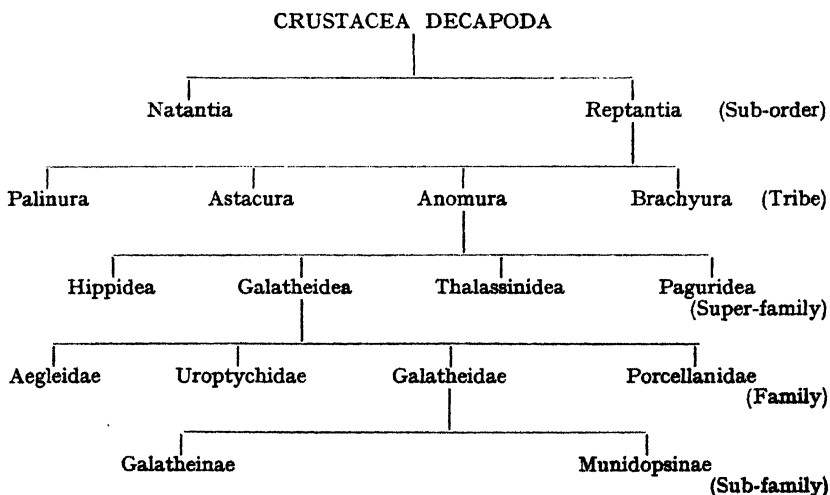 CRUSTACEA DECAPODA
Natantia Reptantia (Sub-order)
Palinura Astacura Anomura Brachyura (Tribe)
Hippidea Galatheidea Thalassinidea Paguridea
(Super-family)
Aegleidae Uroptychidae Galatheidae Porcellanidae
(Family)
Galatheinae Munidopsinae
(Sub-family)